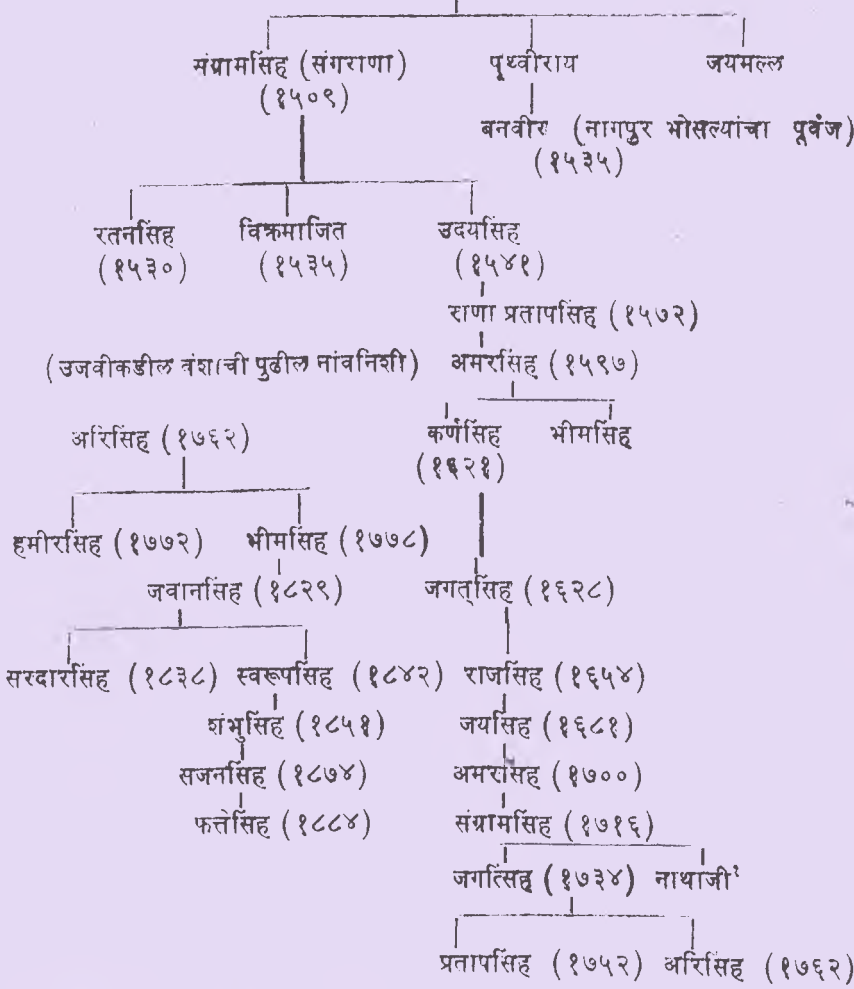 संग्रामसिंह (संगराणा) पृथ्वीराय जयमल्ल
(१५०९)
बनवीर (नागपुर भोसल्यांचा पूर्वज)
(१५३५)
रतनसिंह विक्रमाजित उदयसिंह
(१५३०) (१५३५) (१५४१)
राणा प्रतापसिंह (१५७२)
(उजवीकडील वंशाची पुढील नांवनिशी) अमरसिंह (१५९७)
अरिसिंह (१७६२) कर्णसिंह भीमसिंह
(१६२१)
हमीरसिंह (१७७२) भीमसिंह (१७७८)
जवानसिंह (१८२९) जगत्सिंह (१६२८)
सरदारसिंह (१८३८) स्वरूपसिंह (१८४२) राजसिंह (१६५४)
शंभुसिंह (१८५१) जयसिंह (१६८१)
सजनसिंह (१८७४) अमरसिंह (१७००)
फत्तेसिंह (१८८४) संग्रामसिंह (१७१६)
जगत्सिंह (१७३४) नाथाजी१
प्रतापसिंह (१७५२) अरिसिंह (१७६२)